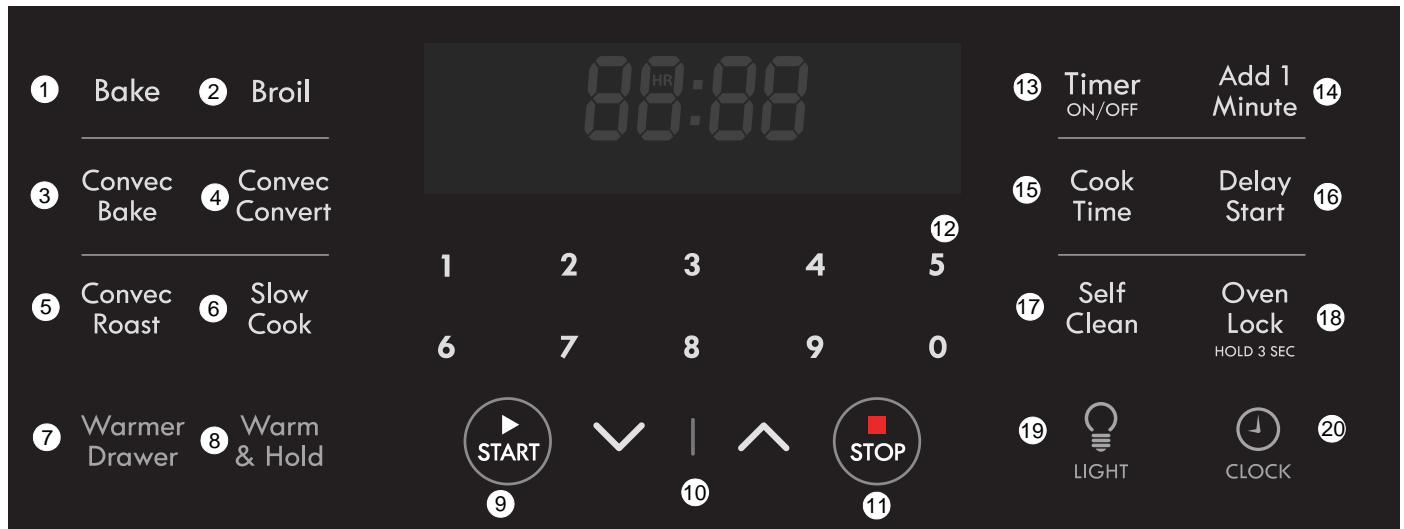 1 Bake 2 Broil
3 Convec Bake 4 Convec Convert
5 Convec Roast 6 Slow Cook
7 Warmer Drawer 8 Warm & Hold
88:88
HR
12
1 2 3 4 5
6 7 8 9 0
START
STOP
9 10 11
13 Timer ON/OFF Add 1 Minute 14
15 Cook Time Delay Start 16
17 Self Clean Oven Lock HOLD 3 SEC 18
19 LIGHT CLOCK 20